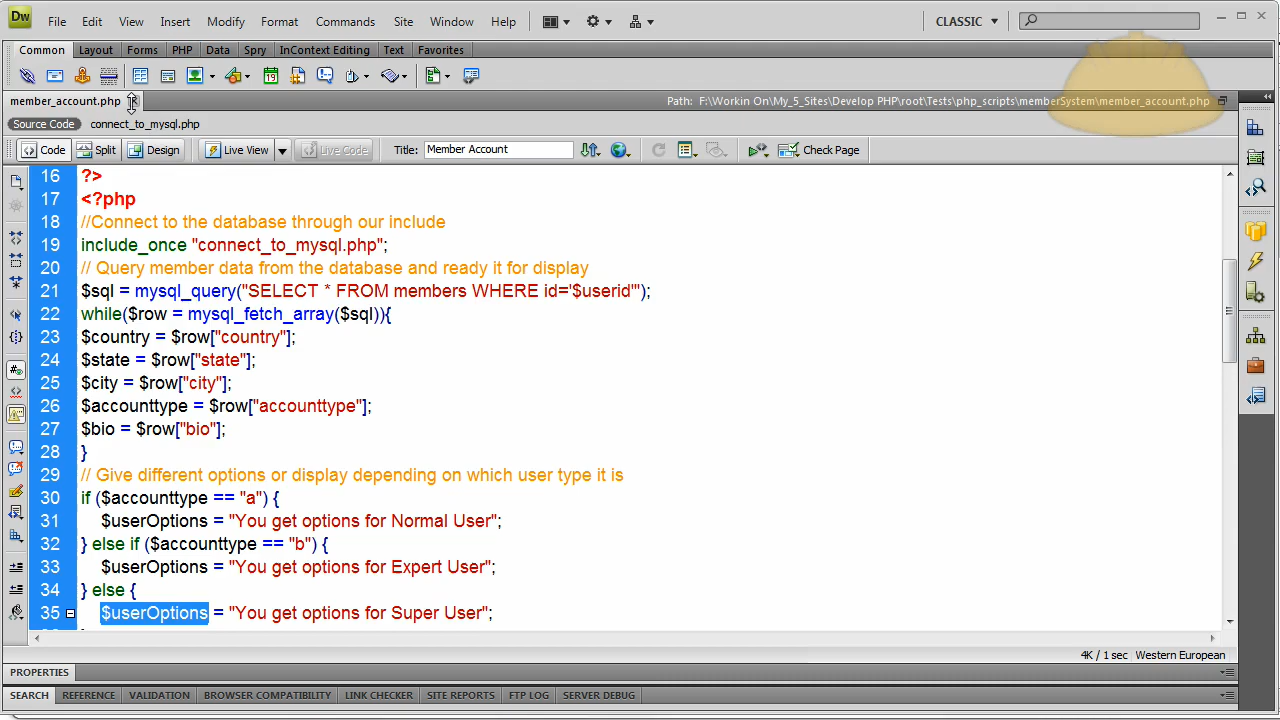 Dw File Edit View Insert Modify Format Commands Site Window Help CLASSIC
Common Layout Forms PHP Data Spry InContext Editing Text Favorites
member_account.php Path: F:\Workin On\My_5_Sites\Develop PHP\root\Tests\php_scripts\memberSystem\member_account.php
Source Code connect_to_mysql.php
Code Split Design Live View Live Code Title: Member Account Check Page
16 ?>
17 <?php
18 //Connect to the database through our include
19 include_once "connect_to_mysql.php";
20 // Query member data from the database and ready it for display
21 $sql = mysql_query("SELECT * FROM members WHERE id='$userid'");
22 while($row = mysql_fetch_array($sql)){
23 $country = $row["country"];
24 $state = $row["state"];
25 $city = $row["city"];
26 $accounttype = $row["accounttype"];
27 $bio = $row["bio"];
28 }
29 // Give different options or display depending on which user type it is
30 if ($accounttype == "a") {
31 $userOptions = "You get options for Normal User";
32 } else if ($accounttype == "b") {
33 $userOptions = "You get options for Expert User";
34 } else {
35 $userOptions = "You get options for Super User";
4K / 1 sec Western European
PROPERTIES
SEARCH REFERENCE VALIDATION BROWSER COMPATIBILITY LINK CHECKER SITE REPORTS FTP LOG SERVER DEBUG